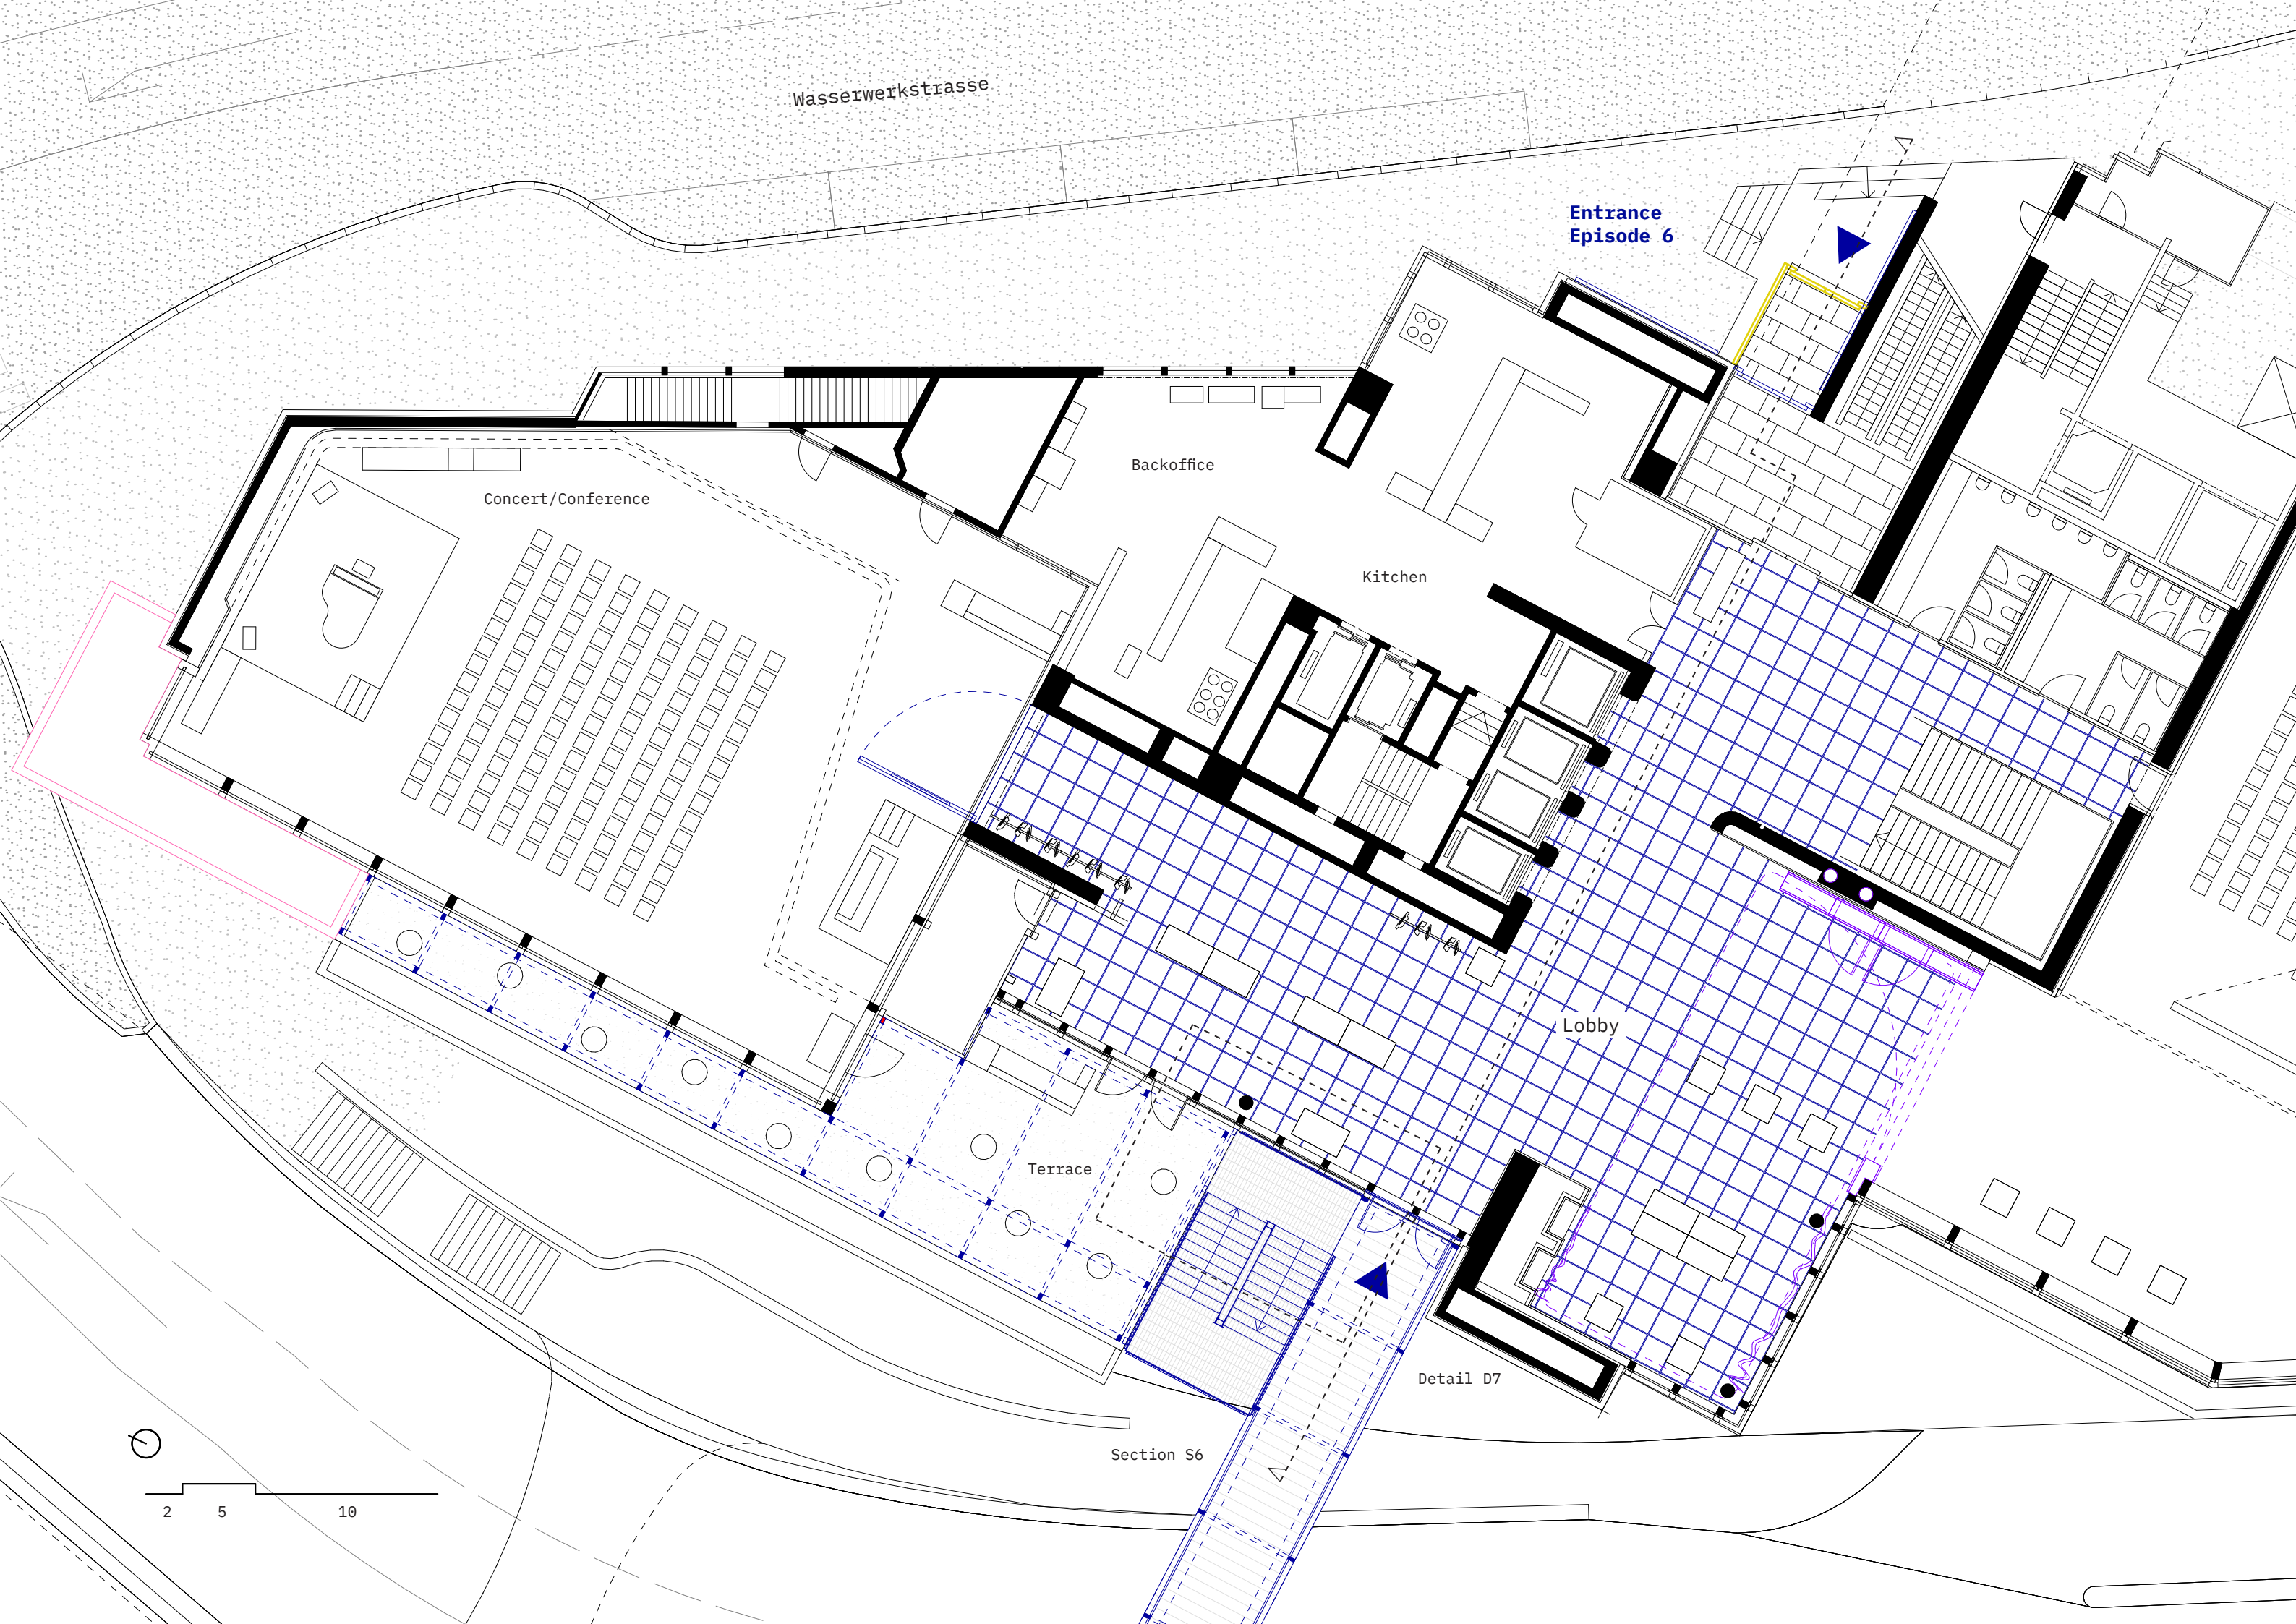 Wasserwerkstrasse
Entrance
Episode 6
Backoffice
Concert/Conference
Kitchen
Lobby
Terrace
Detail D7
Section S6
2 5 10